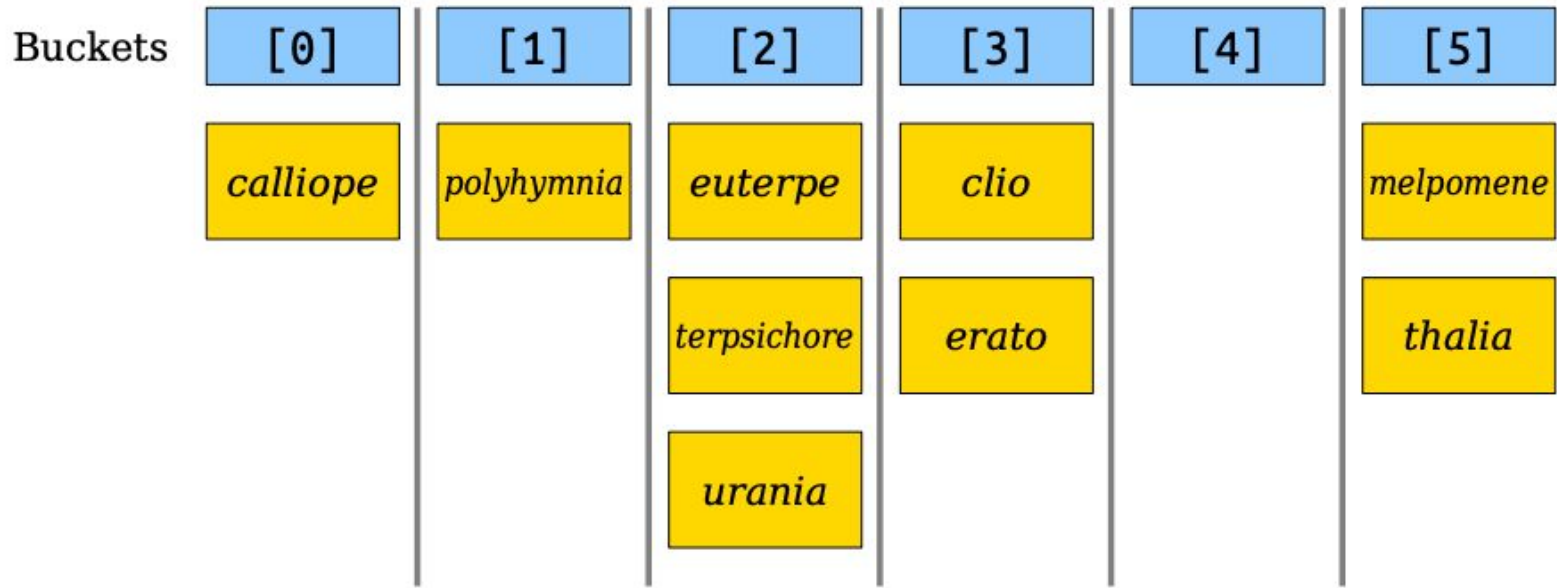 Buckets [0] [1] [2] [3] [4] [5]
calliope polyhymnia euterpe clio melpomene
terpsichore erato thalia
urania